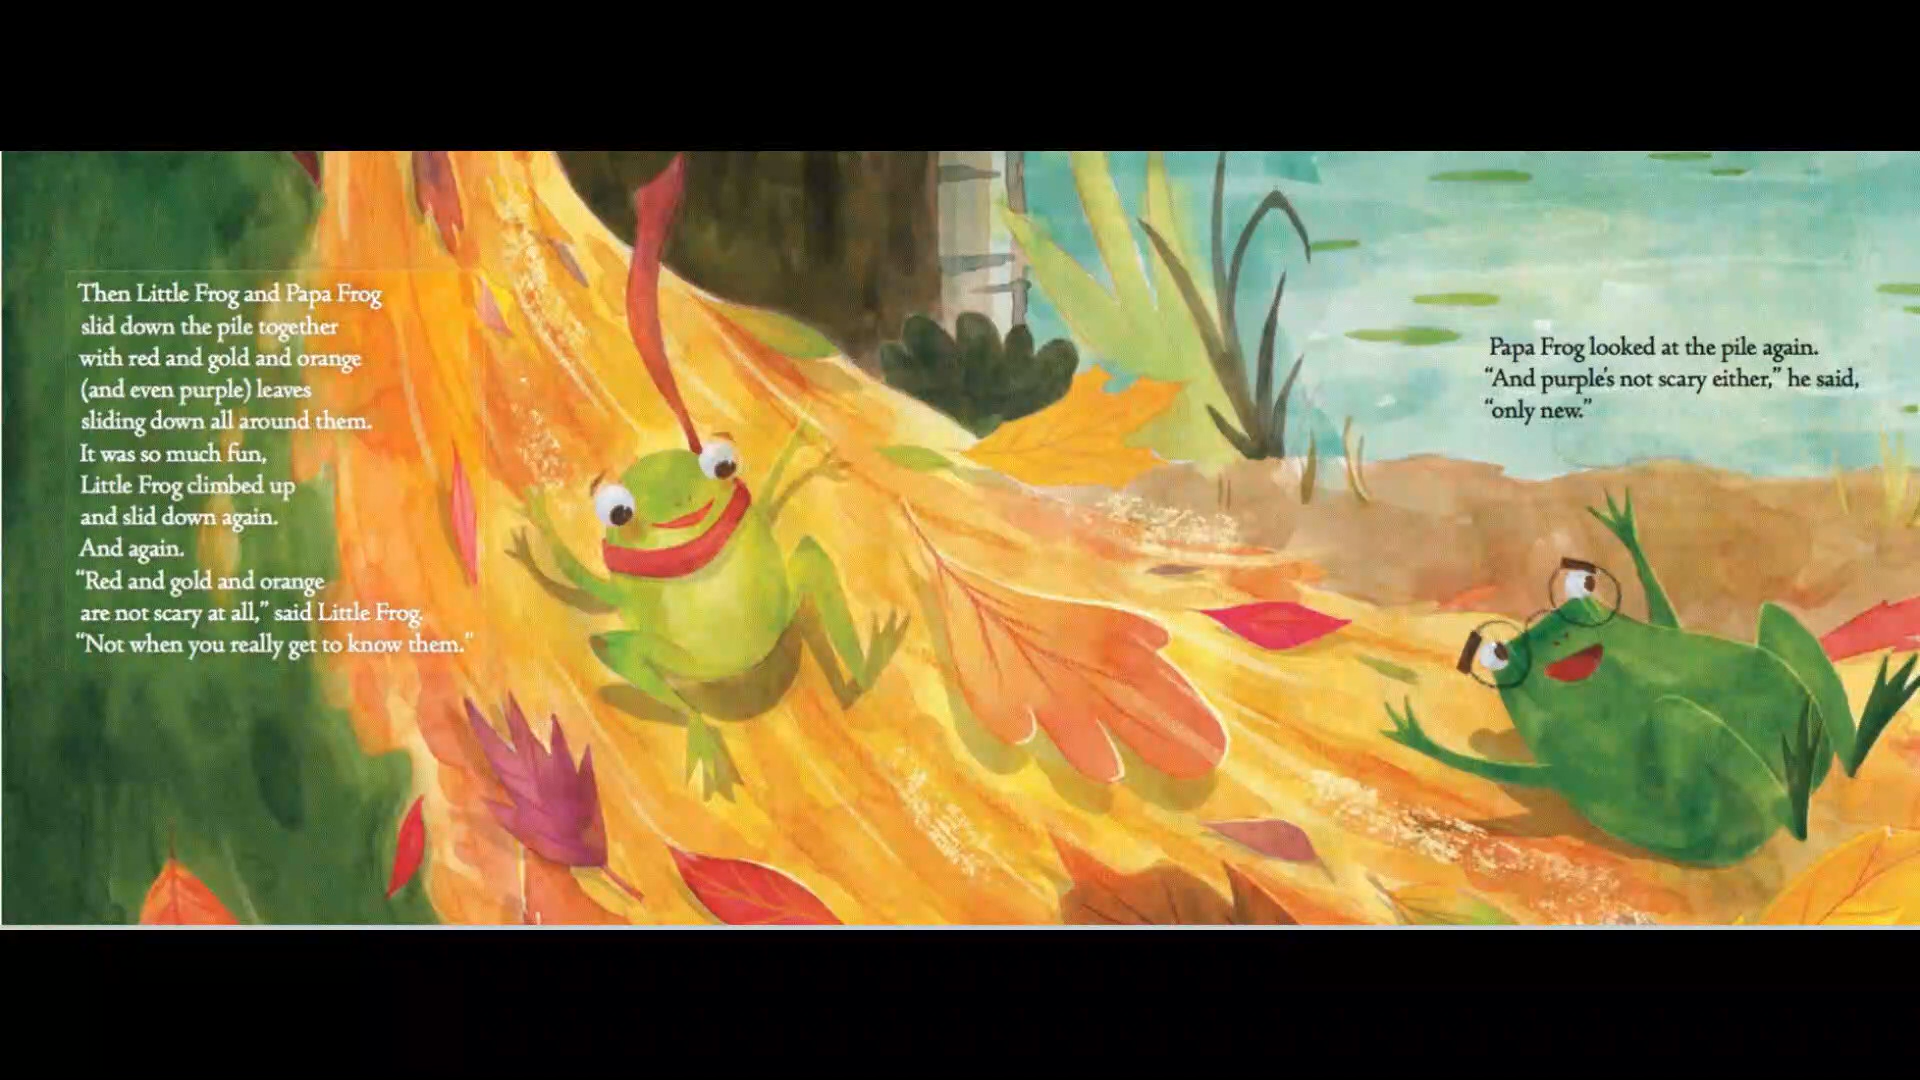 Then Little Frog and Papa Frog
slid down the pile together
with red and gold and orange
(and even purple) leaves
sliding down all around them.
It was so much fun,
Little Frog climbed up
and slid down again.
And again.
“Red and gold and orange
are not scary at all,” said Little Frog.
“Not when you really get to know them.”
Papa Frog looked at the pile again.
“And purple's not scary either,” he said,
“only new.”